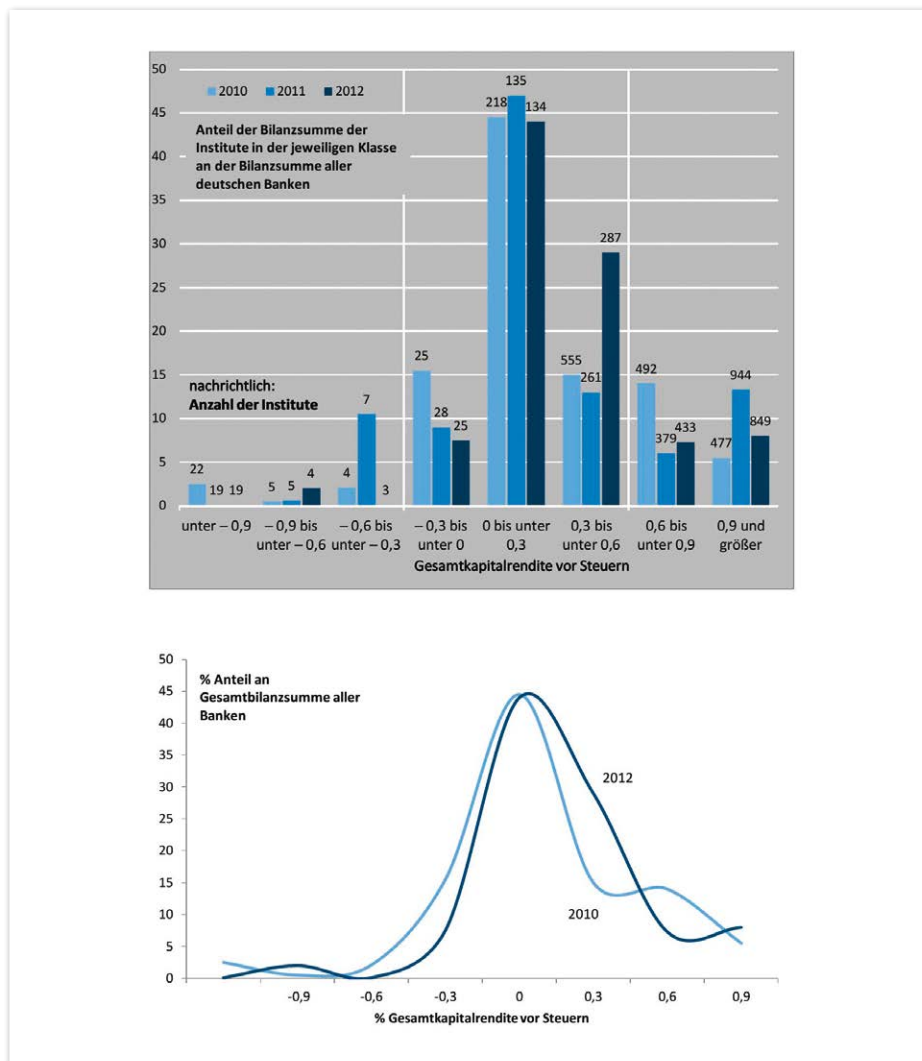 50
45
40
35
30
25
20
15
10
5
0
2010 2011 2012
Anteil der Bilanzsumme der
Institute in der jeweiligen Klasse
an der Bilanzsumme aller
deutschen Banken
nachrichtlich:
Anzahl der Institute
22 19 19
5 5 4
4 7 3
25 28 25
218 135 134
555 261 287
492 379 433
477 944 849
unter – 0,9
– 0,9 bis
unter – 0,6
– 0,6 bis
unter – 0,3
– 0,3 bis
unter 0
0 bis unter
0,3
0,3 bis
unter 0,6
0,6 bis
unter 0,9
0,9 und
größer
Gesamtkapitalrendite vor Steuern
% Anteil an
Gesamtbilanzsumme aller
Banken
50
45
40
35
30
25
20
15
10
5
0
2012
2010
-0,9 -0,6 -0,3 0 0,3 0,6 0,9
% Gesamtkapitalrendite vor Steuern